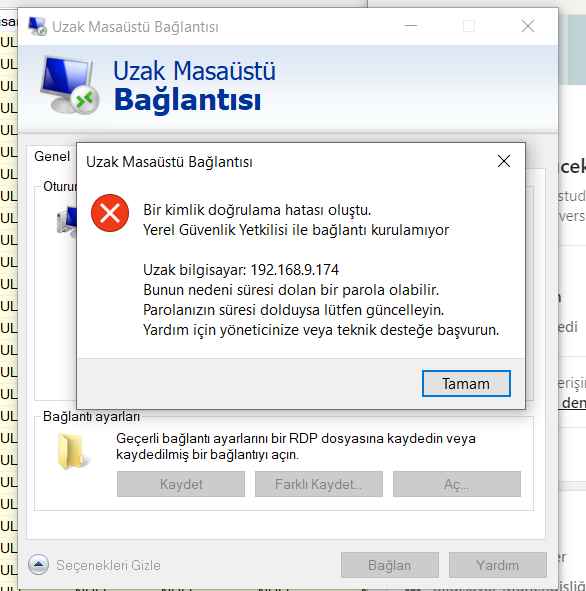 Uzak Masaüstü Bağlantısı
Uzak Masaüstü
Bağlantısı
Genel
Uzak Masaüstü Bağlantısı
Bir kimlik doğrulama hatası oluştu.
Yerel Güvenlik Yetkilisi ile bağlantı kurulamıyor
Uzak bilgisayar: 192.168.9.174
Bunun nedeni süresi dolan bir parola olabilir.
Parolanızın süresi dolduysa lütfen güncelleyin.
Yardım için yöneticinize veya teknik desteğe başvurun.
Tamam
Bağlantı ayarları
Geçerli bağlantı ayarlarını bir RDP dosyasına kaydedin veya
kaydedilmiş bir bağlantıyı açın.
Kaydet
Farklı Kaydet...
Aç...
Seçenekleri Gizle
Bağlan
Yardım